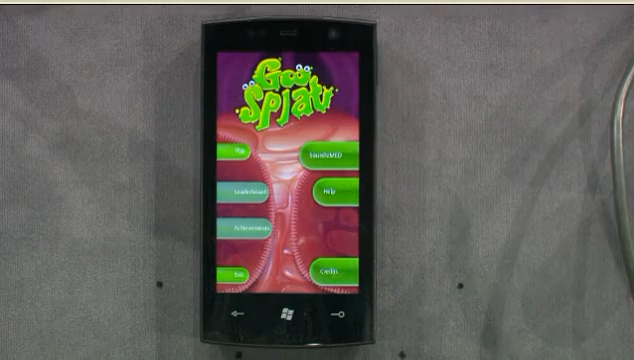 Goo
Splat
Play
Sound:MED
Leaderboard
Help
Achievements
Exit
Credits